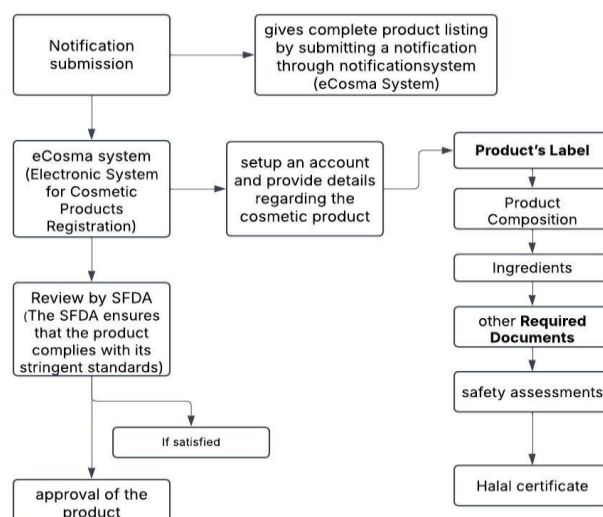 Notification
submission
gives complete product listing
by submitting a notification
through notificationsystem
(eCosma System)
eCosma system
(Electronic System
for Cosmetic
Products
Registration)
setup an account
and provide details
regarding the
cosmetic product
Product's Label
Product
Composition
Ingredients
other Required
Documents
safety assessments
Halal certificate
Review by SFDA
(The SFDA ensures
that the product
complies with its
stringent standards)
If satisfied
approval of the
product